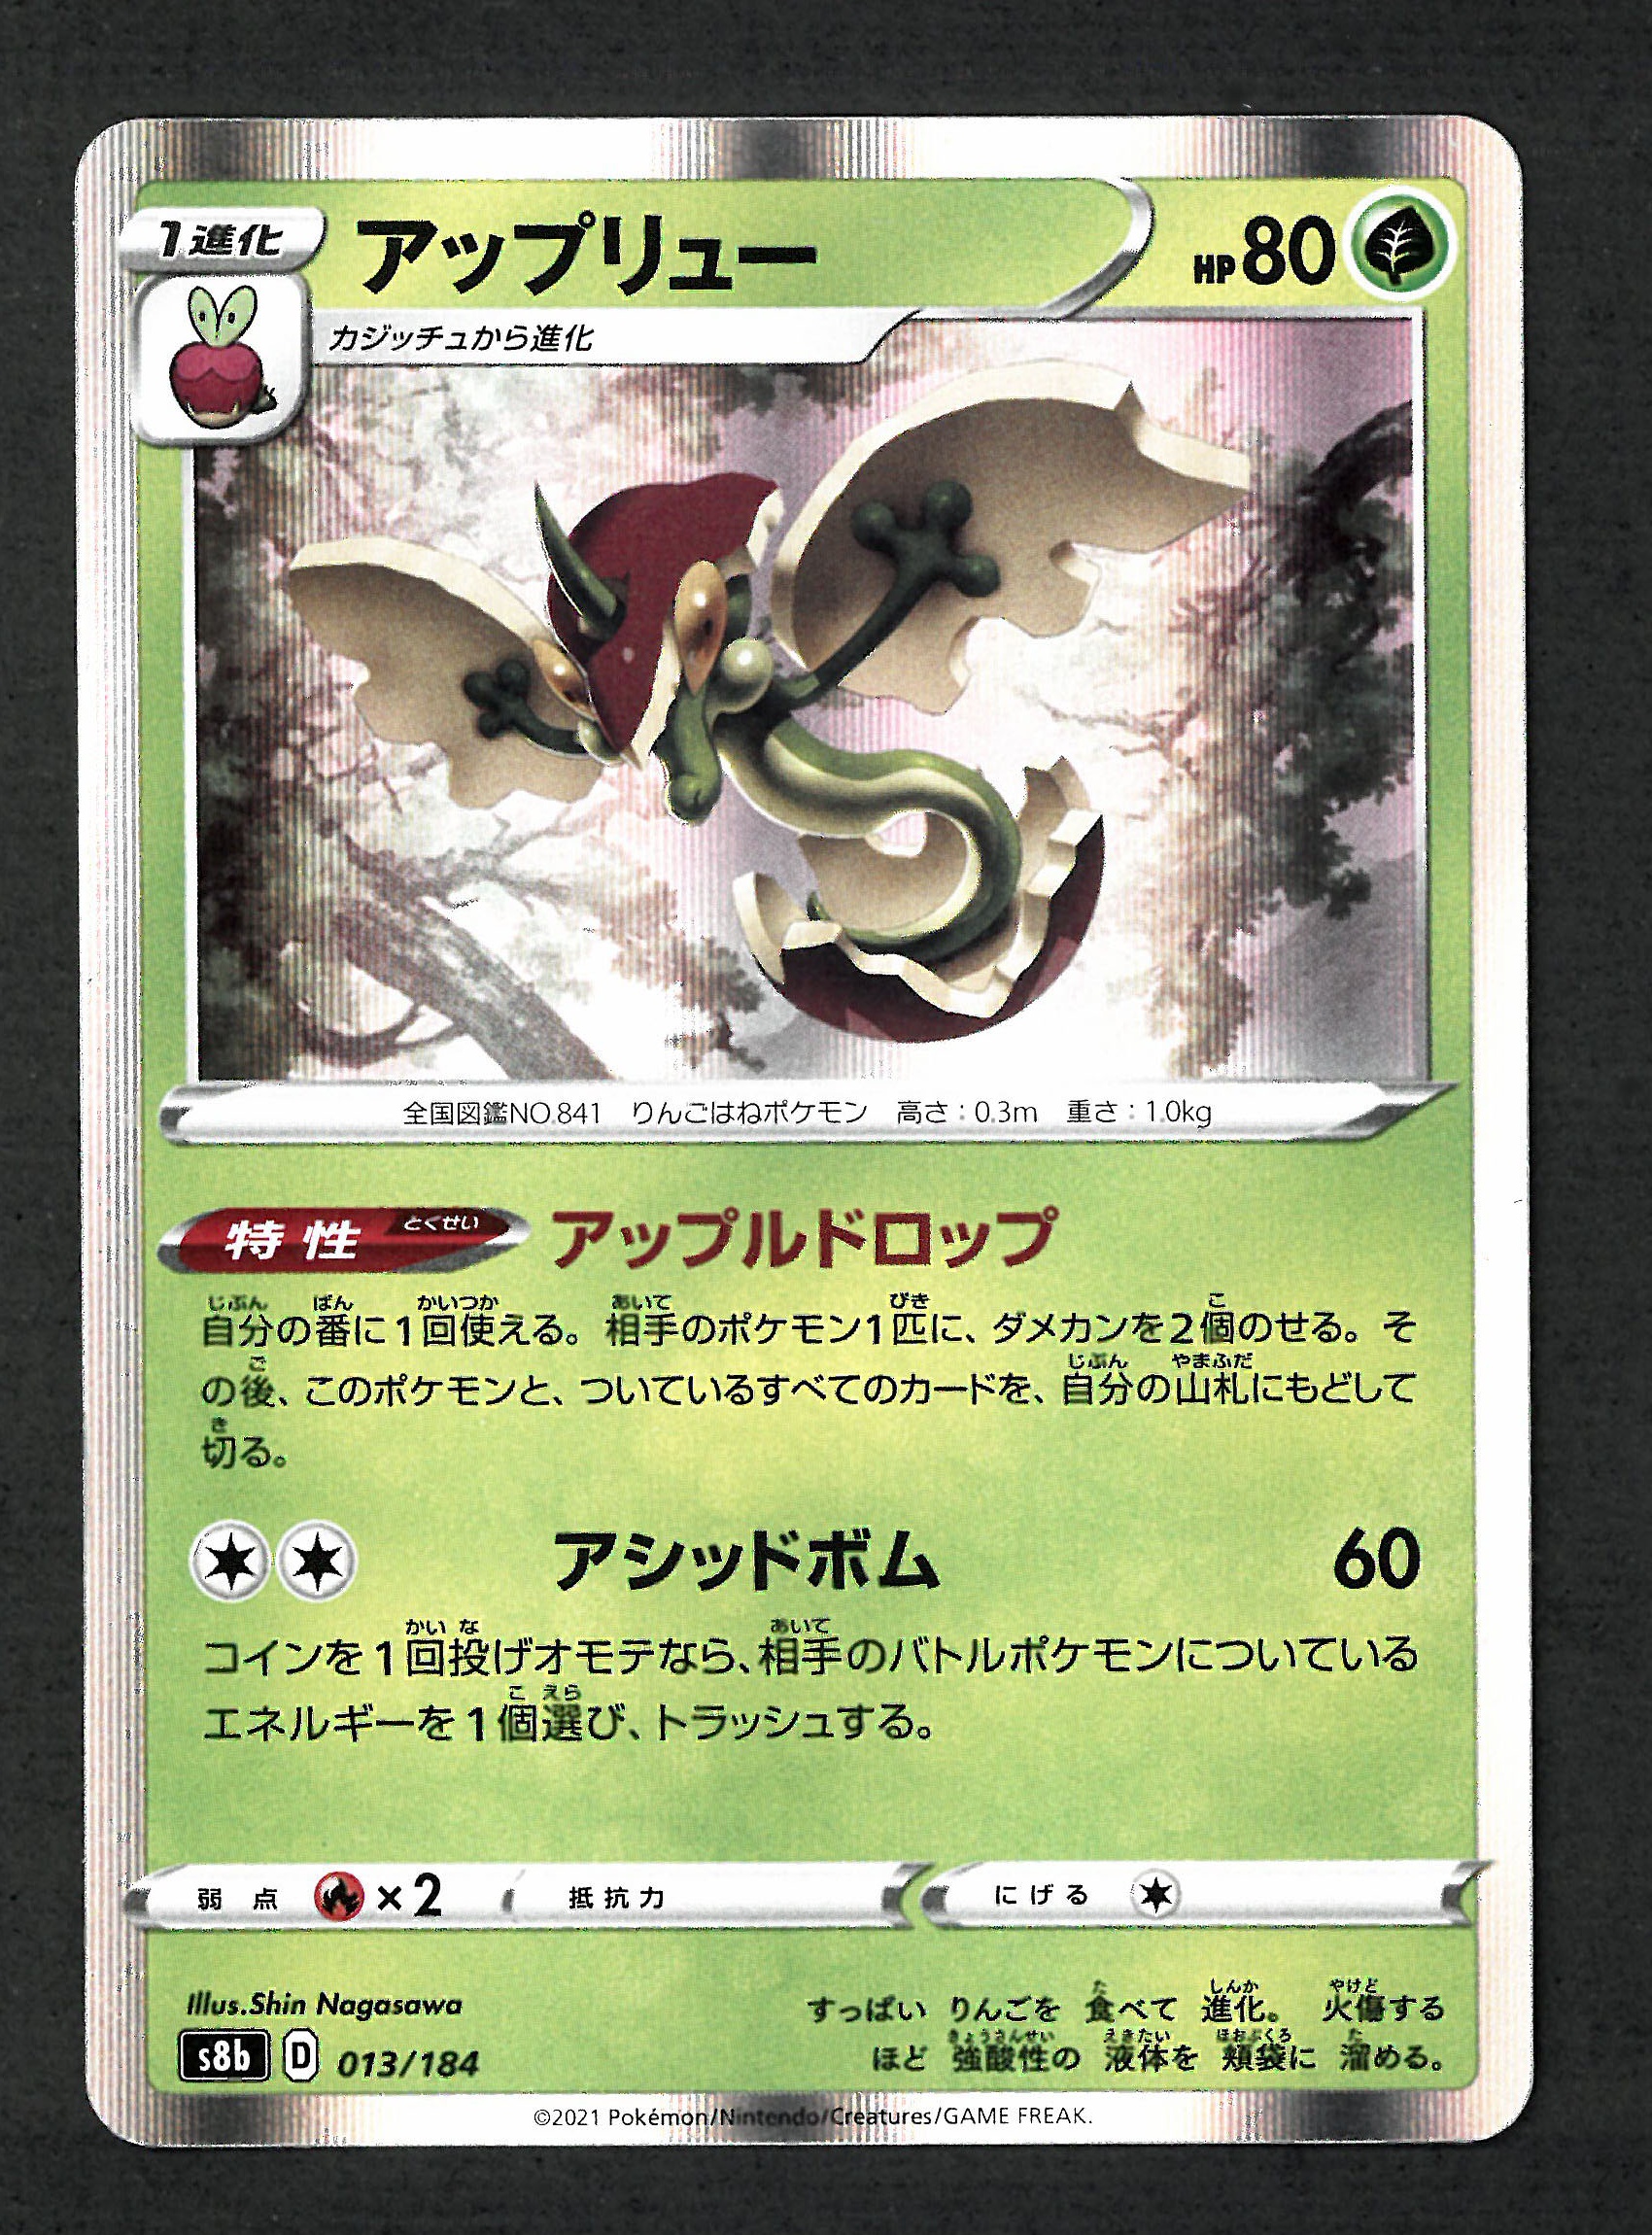 1進化
アップリュー
HP80
カジッチュから進化
全国図鑑NO.841 りんごはねポケモン 高さ:0.3m 重さ:1.0kg
特性 とくせい アップルドロップ
じぶん ばん かいつか あいて びき こ
自分の番に1回使える。相手のポケモン1匹に、ダメカンを2個のせる。そ
ご じぶん やまふだ
の後、このポケモンと、ついているすべてのカードを、自分の山札にもどして
き
切る。
アシッドボム 60
かい な あいて
コインを1回投げオモテなら、相手のバトルポケモンについている
こ えら
エネルギーを1個選び、トラッシュする。
弱点 ×2 抵抗力 にげる
Illus.Shin Nagasawa
s8b D 013/184
た しんか やけど
すっぱい りんごを 食べて 進化。 火傷する
きょうさんせい えきたい ほおぶくろ た
ほど 強酸性の 液体を 頬袋に 溜める。
©2021 Pokémon/Nintendo/Creatures/GAME FREAK.